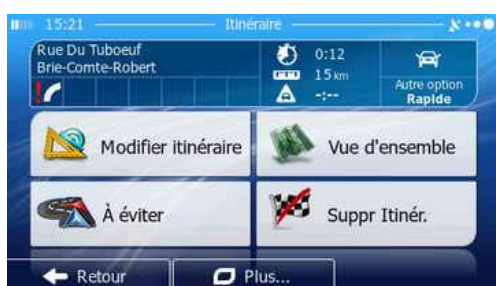 15:21 Itinéraire
Rue Du Tuboeuf
Brie-Comte-Robert
0:12
15 km
-:--
Autre option
Rapide
Modifier itinéraire
Vue d'ensemble
À éviter
Suppr Itinér.
Retour
Plus...